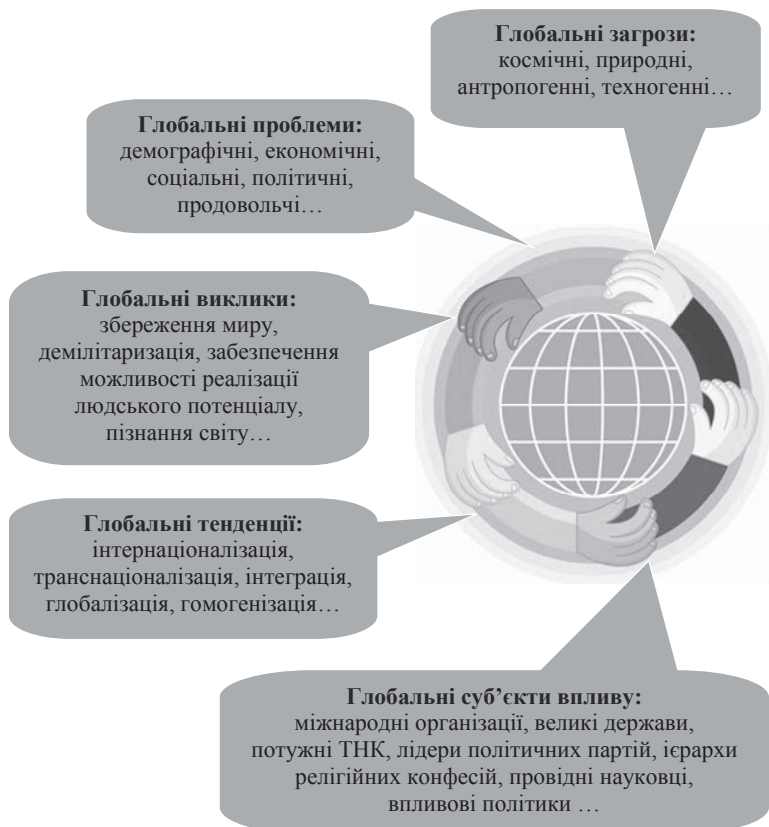 Глобальні загрози:
космічні, природні,
антропогенні, техногенні…
Глобальні проблеми:
демографічні, економічні,
соціальні, політичні,
продовольчі…
Глобальні виклики:
збереження миру,
демілітаризація, забезпечення
можливості реалізації
людського потенціалу,
пізнання світу…
Глобальні тенденції:
інтернаціоналізація,
транснаціоналізація, інтеграція,
глобалізація, гомогенізація…
Глобальні суб’єкти впливу:
міжнародні організації, великі держави,
потужні ТНК, лідери політичних партій, ієрархи
релігійних конфесій, провідні науковці,
впливові політики …